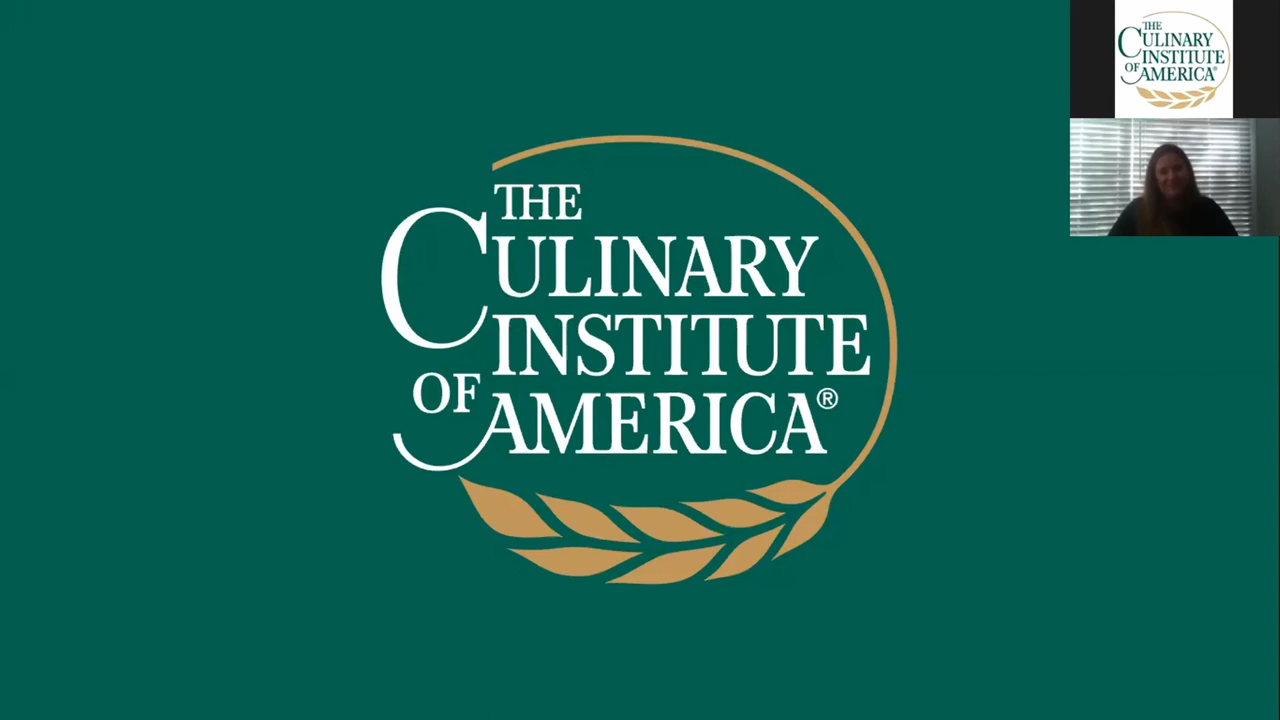 THE
CULINARY
INSTITUTE
OF AMERICA®
THE
CULINARY
INSTITUTE
OF AMERICA®